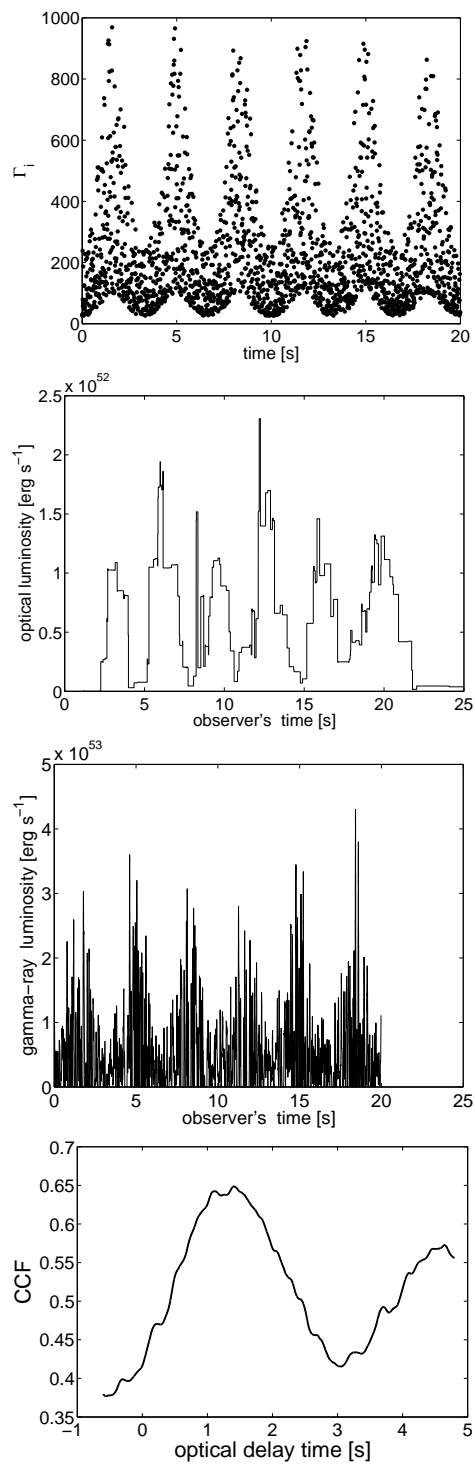 1000
800
600
400
200
0
Γi
0 5 10 15 20
time [s]
x 10^52
2.5
2
1.5
1
0.5
0
optical luminosity [erg s−1]
0 5 10 15 20 25
observer's time [s]
x 10^53
5
4
3
2
1
0
gamma−ray luminosity [erg s−1]
0 5 10 15 20 25
observer's time [s]
0.7
0.65
0.6
0.55
0.5
0.45
0.4
0.35
CCF
−1 0 1 2 3 4 5
optical delay time [s]